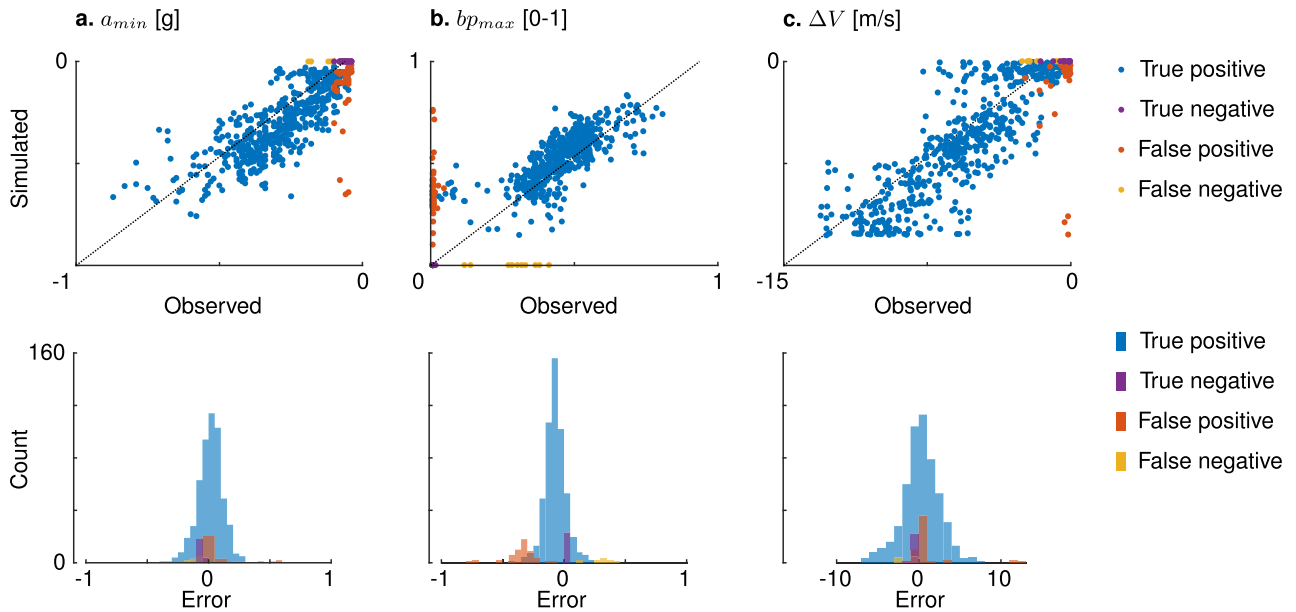 a. a_min [g]
b. bp_max [0-1]
c. ΔV [m/s]
0
Simulated
-1
0
Observed
1
0
1
Observed
0
-15
0
Observed
True positive
True negative
False positive
False negative
160
Count
0
-1
0
1
Error
-1
0
1
Error
-10
0
10
Error
True positive
True negative
False positive
False negative